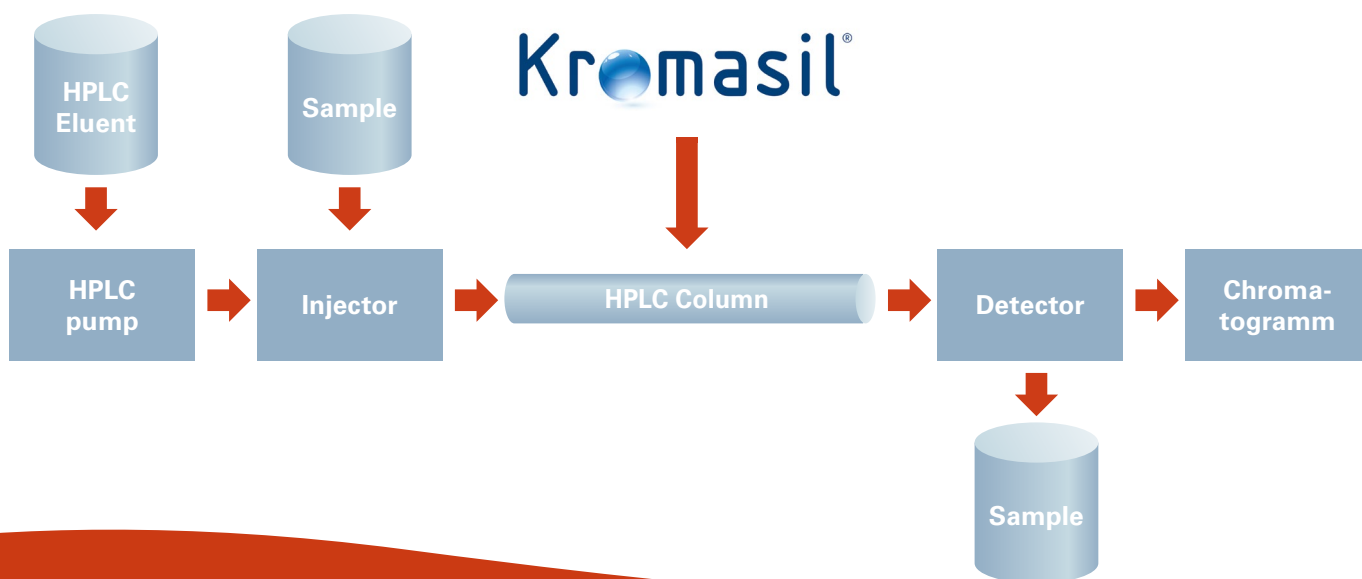 HPLC
Eluent
Sample
Kromasil®
HPLC
pump
Injector
HPLC Column
Detector
Chroma-
togramm
Sample